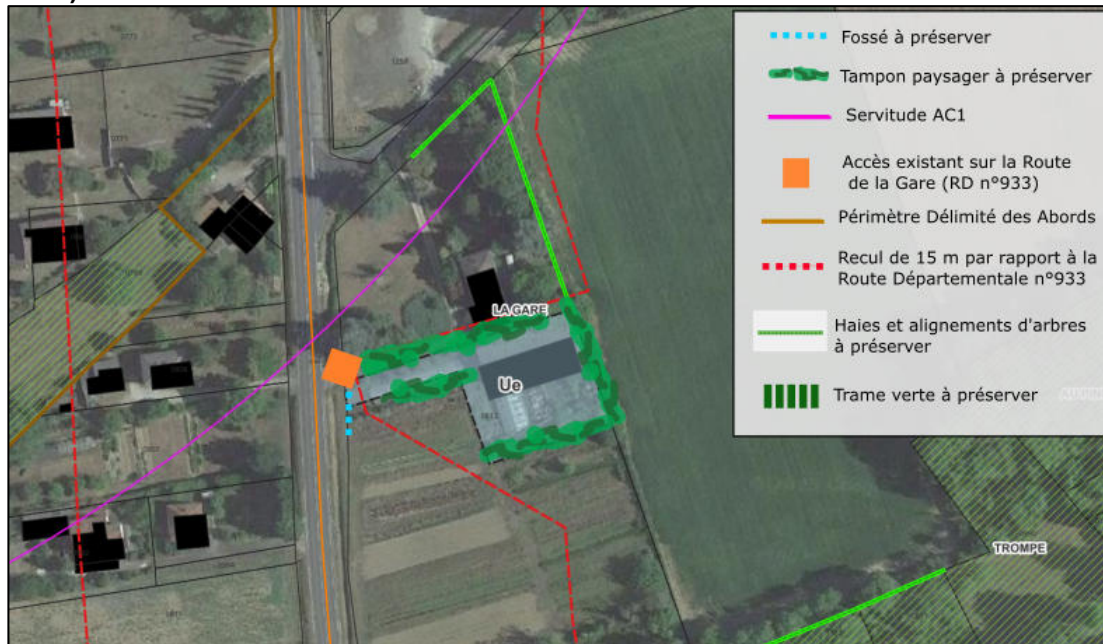 Fossé à préserver
Tampon paysager à préserver
Servitude AC1
Accès existant sur la Route
de la Gare (RD n°933)
Périmètre Délimité des Abords
Recul de 15 m par rapport à la
Route Départementale n°933
Haies et alignements d'arbres
à préserver
Trame verte à préserver
LA GARE
Ue
TROMPE